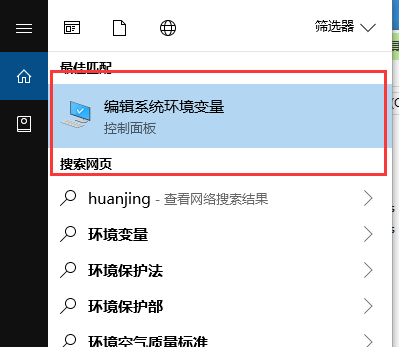 筛选器
最佳匹配
编辑系统环境变量
控制面板
搜索网页
huanjing - 查看网络搜索结果
环境变量
环境保护法
环境保护部
环境空气质量标准